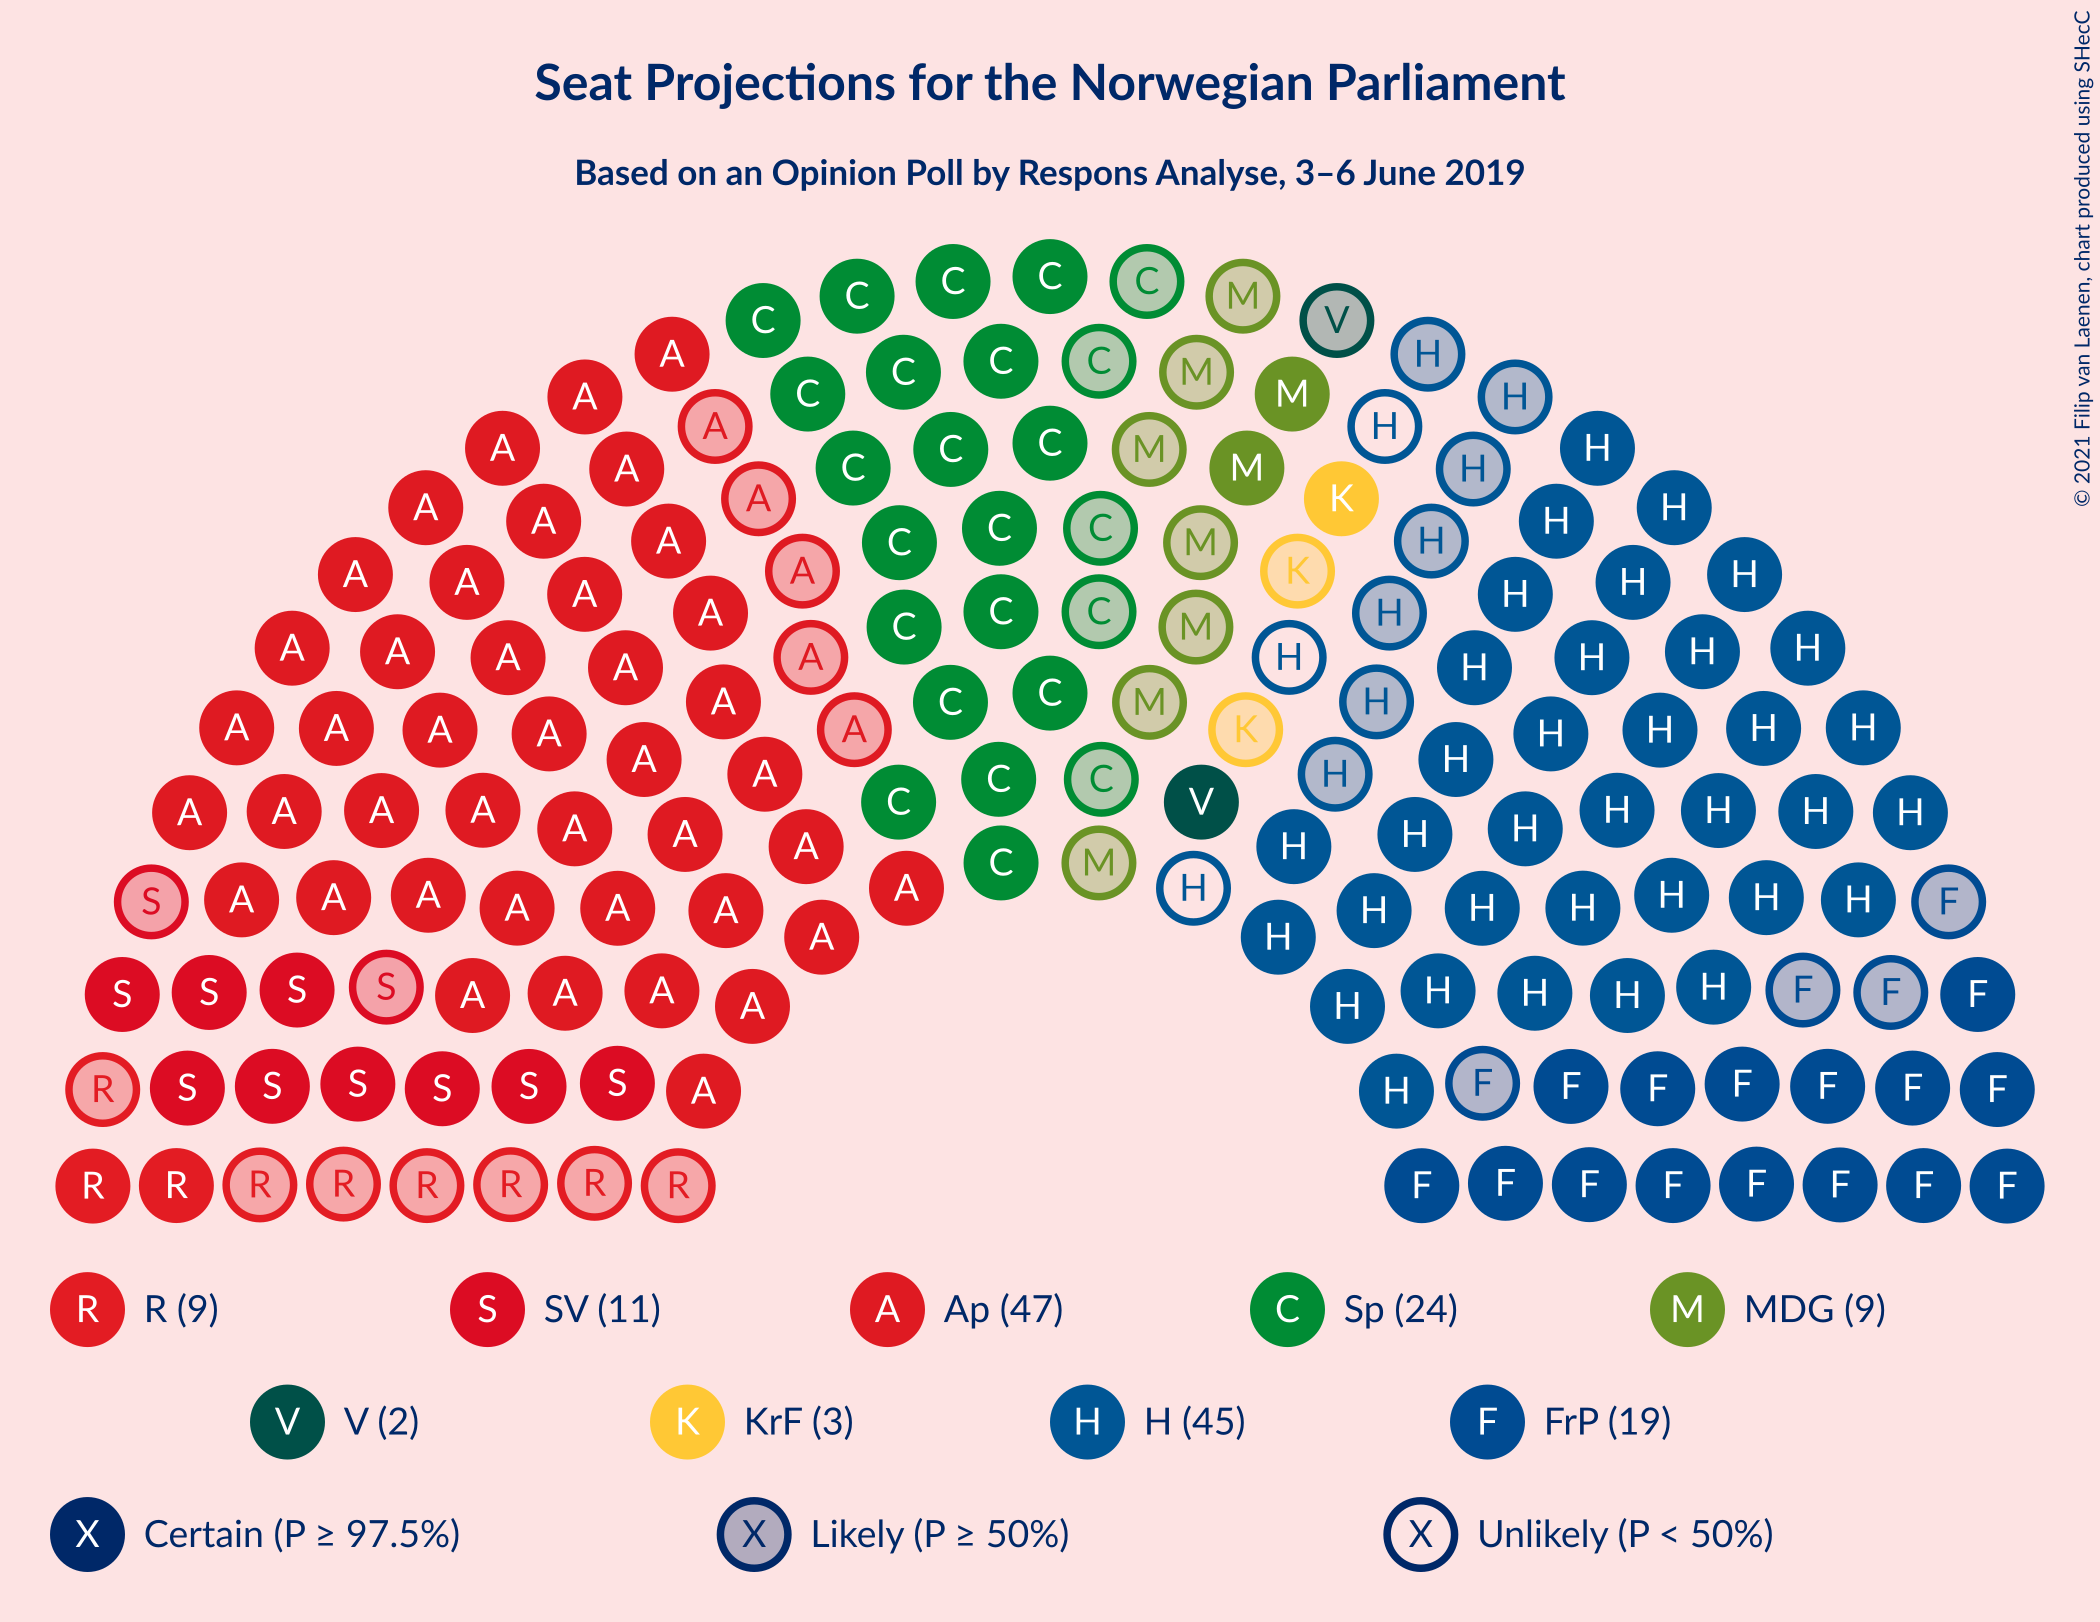 Seat Projections for the Norwegian Parliament
Based on an Opinion Poll by Respons Analyse, 3–6 June 2019
© 2021 Filip van Laenen, chart produced using SHecC
C C C C C M V
A C C C C M M H H
A A C C C M M K H H H
A A A C C C M K H H H
A A A A C C C M H H H H
A A A A A C C M K H H H H
A A A A A A C C C V H H H H H
A A A A A A A C M H H H H H H
A A A A A A A A H H H H H H H
S A A A A A A A H H H H H H H F
S S S S A A A A H H H H H F F F
R S S S S S S A H F F F F F F F
R R R R R R R R F F F F F F F F
R R (9) S SV (11) A Ap (47) C Sp (24) M MDG (9)
V V (2) K KrF (3) H H (45) F FrP (19)
X Certain (P ≥ 97.5%) X Likely (P ≥ 50%) X Unlikely (P < 50%)